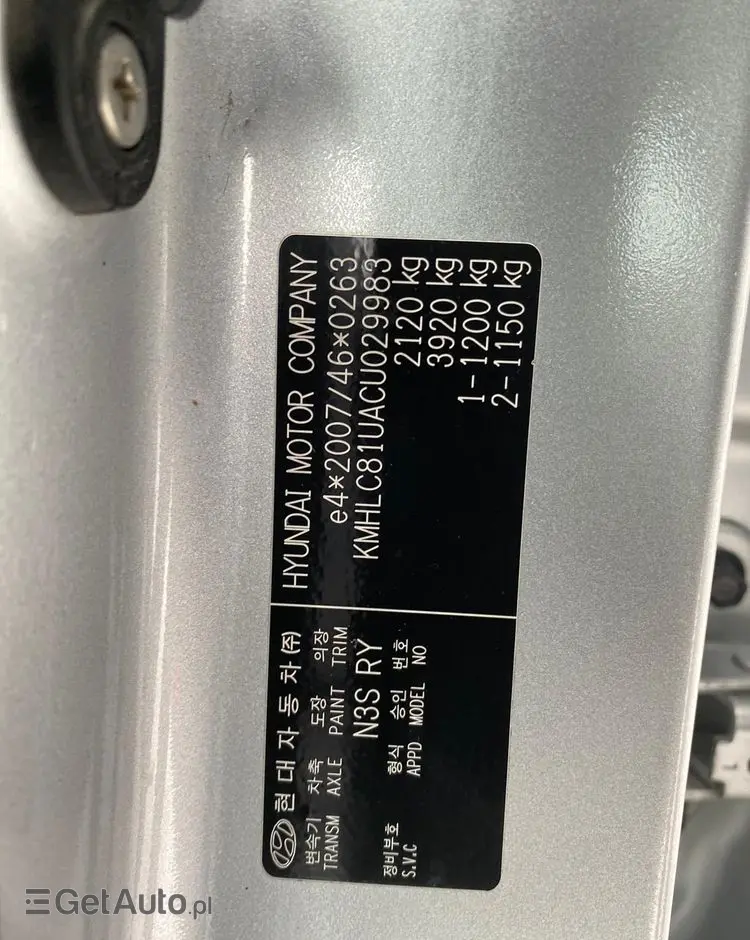 현대자동차(주)
변속기 차축 도장 의장
TRANSM AXLE PAINT TRIM
N3S RY
정비부호 형식 승인 번호
S.V.C APPD MODEL NO
HYUNDAI MOTOR COMPANY
e4*2007/46*0263
KMHLC81UACU029983
2120 kg
3920 kg
1-1200 kg
2-1150 kg
GetAuto.pl